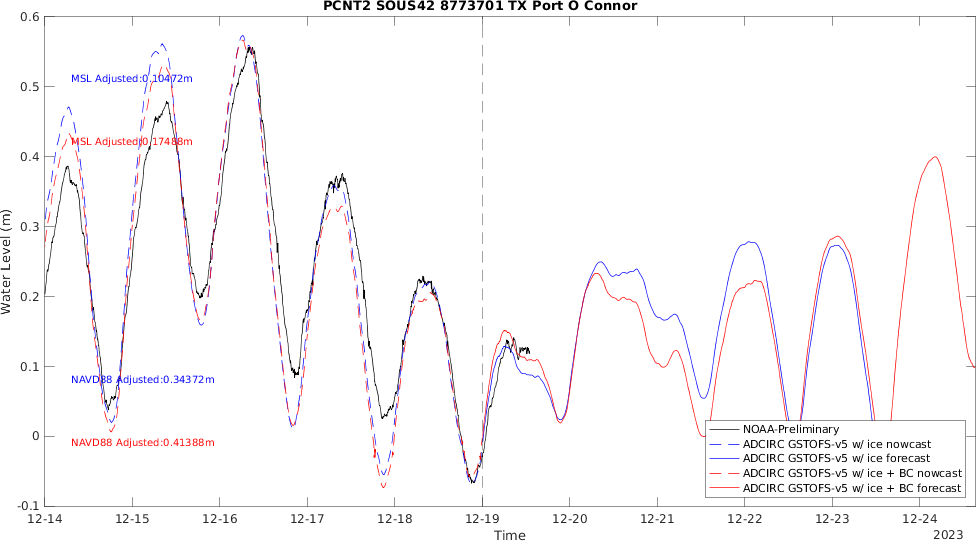 PCNT2 SOUS42 8773701 TX Port O Connor
0.6
0.5
0.4
0.3
0.2
0.1
0
-0.1
Water Level (m)
MSL Adjusted:0.10472m
MSL Adjusted:0.17488m
NAVD88 Adjusted:0.34372m
NAVD88 Adjusted:0.41388m
NOAA-Preliminary
ADCIRC GSTOFS-v5 w/ ice nowcast
ADCIRC GSTOFS-v5 w/ ice forecast
ADCIRC GSTOFS-v5 w/ ice + BC nowcast
ADCIRC GSTOFS-v5 w/ ice + BC forecast
12-14 12-15 12-16 12-17 12-18 12-19 12-20 12-21 12-22 12-23 12-24
Time
2023